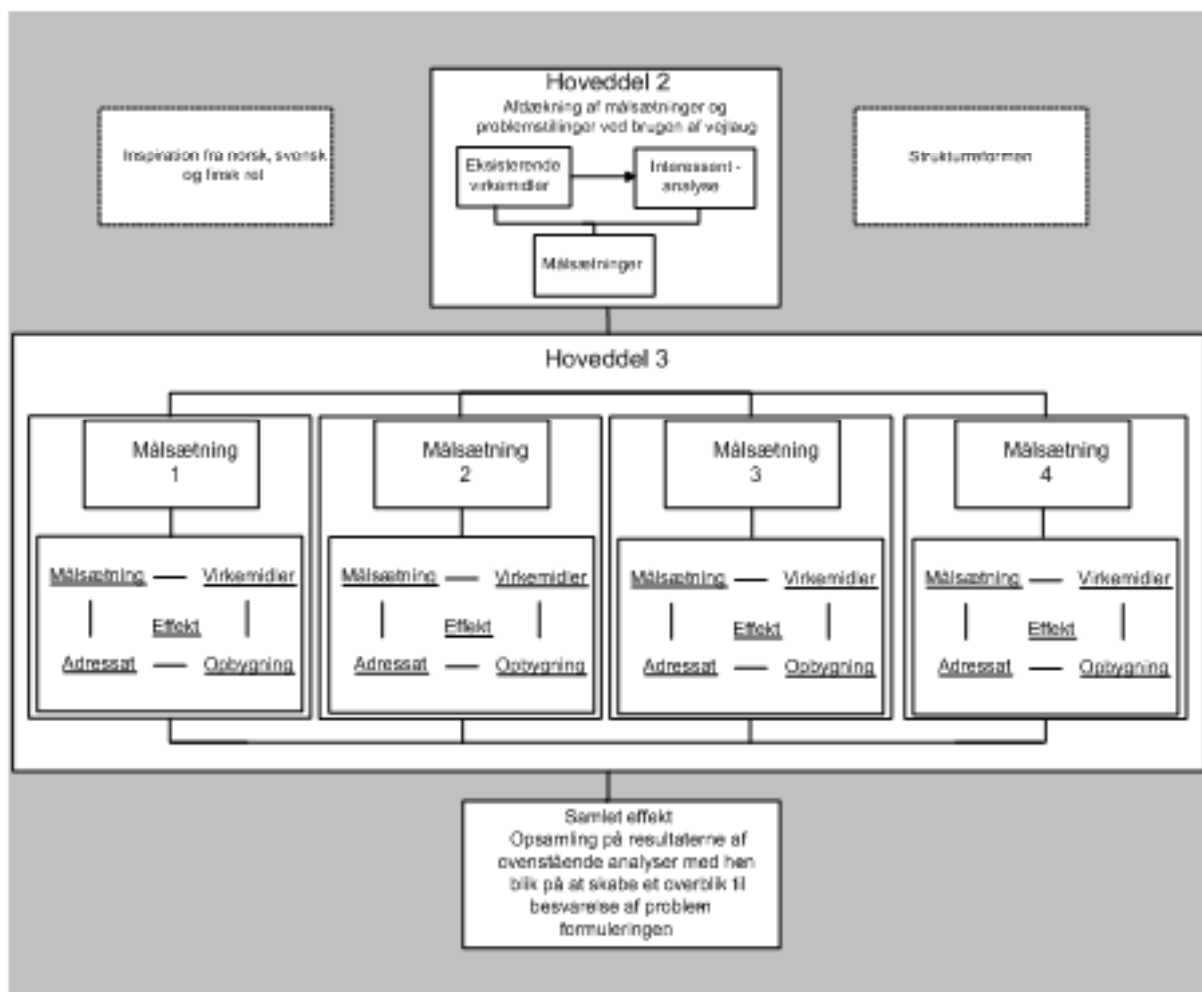 Hoveddel 2
Afdækning af målsætninger og
problemstillinger ved brugen af vejlaug
Inspiration fra norsk, svensk
og finsk ret
Strukturreformen
Eksisterende
virkemidler
Interessent -
analyse
Målsætninger
Hoveddel 3
Målsætning
1
Målsætning
2
Målsætning
3
Målsætning
4
Målsætning Virkemidler
Effekt
Adressat Opbygning
Målsætning Virkemidler
Effekt
Adressat Opbygning
Målsætning Virkemidler
Effekt
Adressat Opbygning
Målsætning Virkemidler
Effekt
Adressat Opbygning
Samlet effekt
Opsamling på resultaterne af
ovenstående analyser med hen
blik på at skabe et overblik til
besvarelse af problem
formuleringen